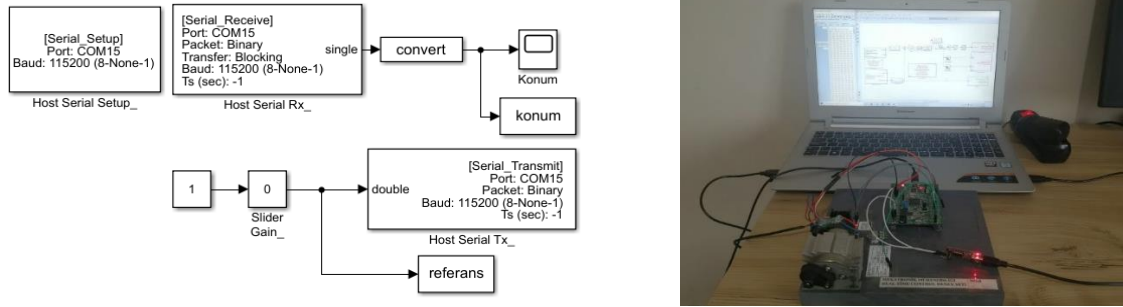 [Serial_Setup]
Port: COM15
Baud: 115200 (8-None-1)
Host Serial Setup_
[Serial_Receive]
Port: COM15
Packet: Binary
Transfer: Blocking
Baud: 115200 (8-None-1)
Ts (sec): -1
single
Host Serial Rx_
convert
Konum
konum
1
0
Slider
Gain_
double
[Serial_Transmit]
Port: COM15
Packet: Binary
Baud: 115200 (8-None-1)
Ts (sec): -1
Host Serial Tx_
referans